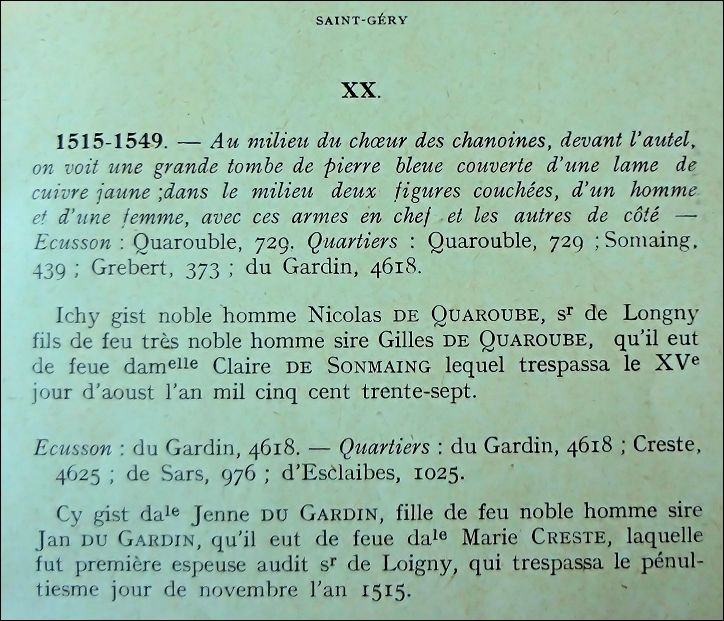 SAINT-GÉRY
XX.
1515-1549. — Au milieu du chœur des chanoines, devant l'autel,
on voit une grande tombe de pierre bleue couverte d'une lame de
cuivre jaune ;dans le milieu deux figures couchées, d'un homme
et d'une femme, avec ces armes en chef et les autres de côté —
Ecusson : Quarouble, 729. Quartiers : Quarouble, 729 ; Somaing,
439 ; Grebert, 373 ; du Gardin, 4618.
Ichy gist noble homme Nicolas DE QUAROUBE, sʳ de Longny
fils de feu très noble homme sire Gilles DE QUAROUBE, qu'il eut
de feue damᵉˡˡᵉ Claire DE SONMAING lequel trespassa le XVᵉ
jour d'aoust l'an mil cinq cent trente-sept.
Ecusson : du Gardin, 4618. — Quartiers : du Gardin, 4618 ; Creste,
4625 ; de Sars, 976 ; d'Esclaibes, 1025.
Cy gist daˡᵉ Jenne DU GARDIN, fille de feu noble homme sire
Jan DU GARDIN, qu'il eut de feue daˡᵉ Marie CRESTE, laquelle
fut première espeuse audit sʳ de Loigny, qui trespassa le pénul-
tiesme jour de novembre l'an 1515.